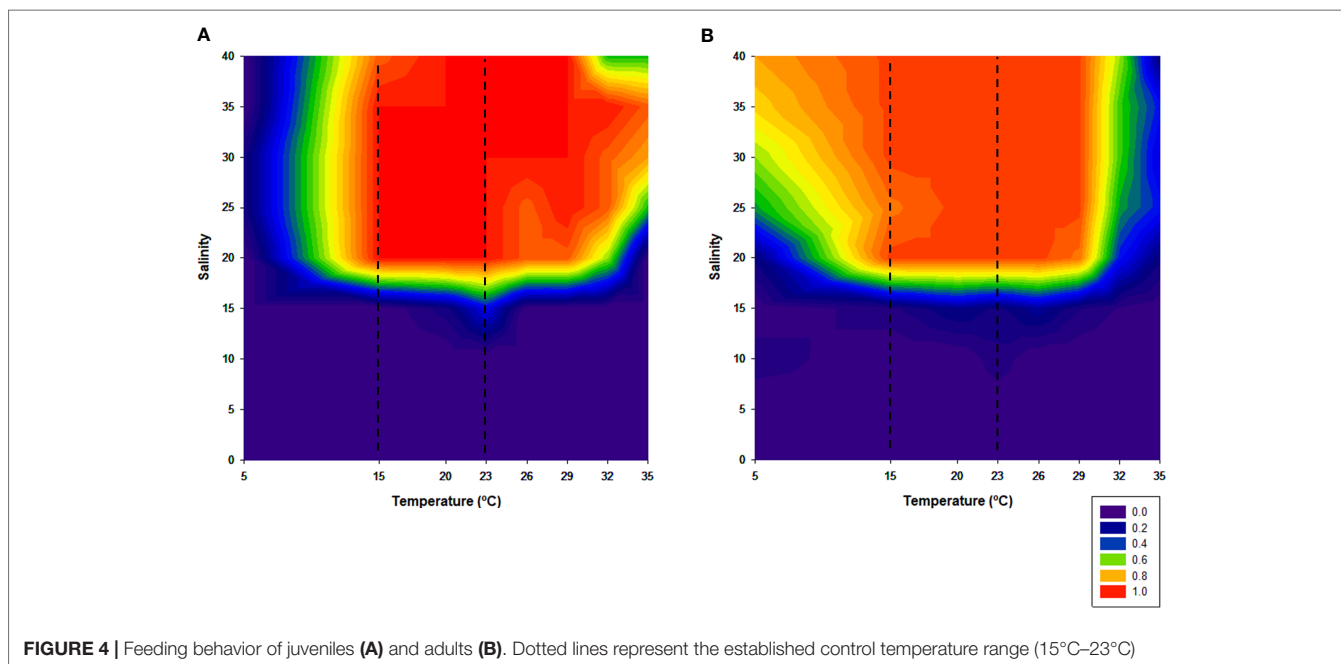 A
B
40
35
30
25
20
15
10
5
0
Salinity
5 15 20 23 26 29 32 35
Temperature (ºC)
40
35
30
25
20
15
10
5
0
Salinity
5 15 20 23 26 29 32 35
Temperature (ºC)
0.0
0.2
0.4
0.6
0.8
1.0
FIGURE 4 | Feeding behavior of juveniles (A) and adults (B). Dotted lines represent the established control temperature range (15°C–23°C)